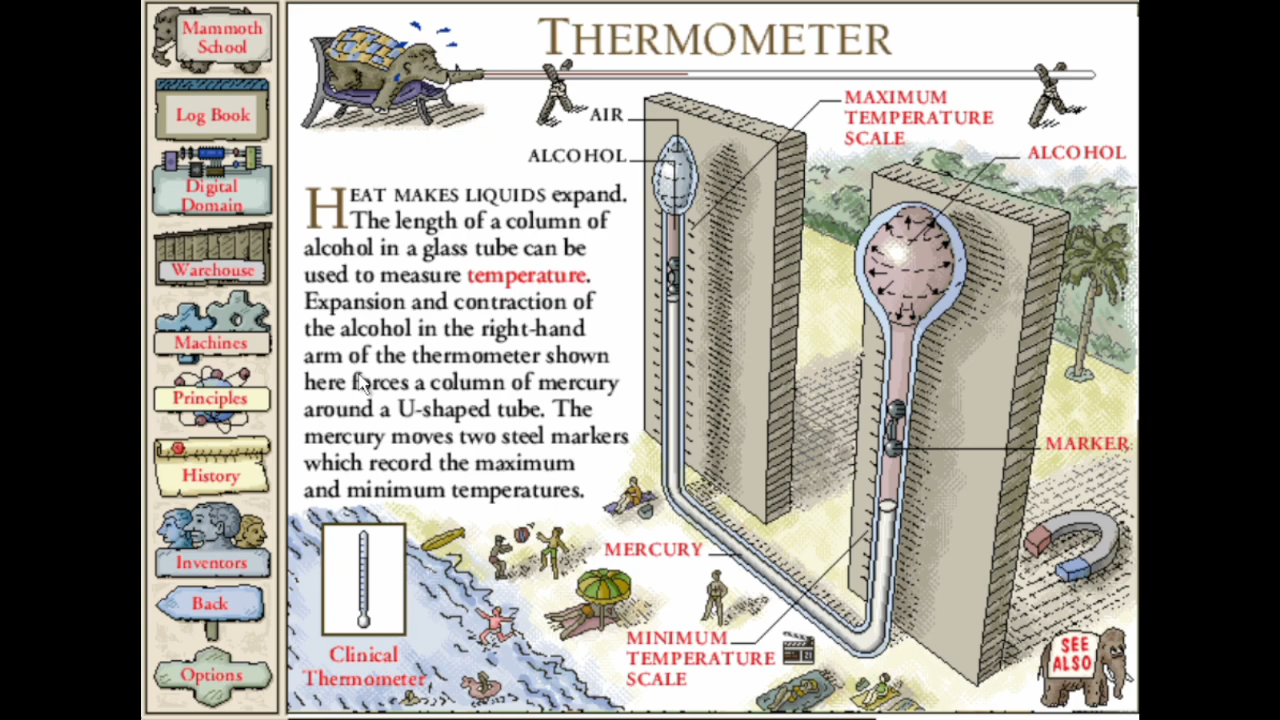 Mammoth
School
Log Book
Digital
Domain
Warehouse
Machines
Principles
History
Inventors
Back
Options
THERMOMETER
AIR
ALCOHOL
MAXIMUM
TEMPERATURE
SCALE
ALCOHOL
HEAT MAKES LIQUIDS expand.
The length of a column of
alcohol in a glass tube can be
used to measure temperature.
Expansion and contraction of
the alcohol in the right-hand
arm of the thermometer shown
here forces a column of mercury
around a U-shaped tube. The
mercury moves two steel markers
which record the maximum
and minimum temperatures.
MARKER
MERCURY
MINIMUM
TEMPERATURE
SCALE
Clinical
Thermometer
SEE
ALSO